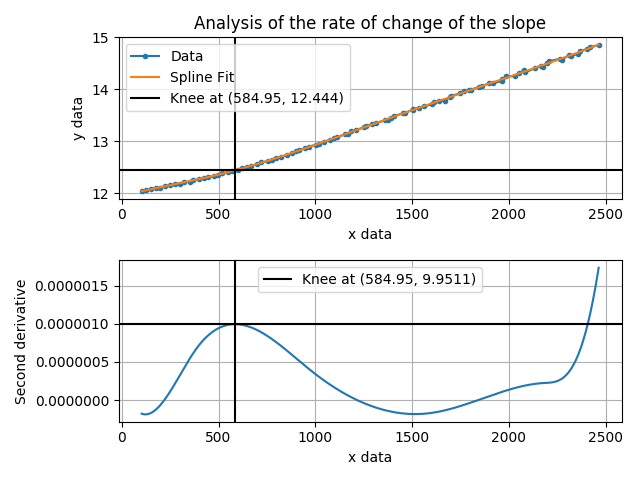 Analysis of the rate of change of the slope
15
14
13
12
y data
Data
Spline Fit
Knee at (584.95, 12.444)
0 500 1000 1500 2000 2500
x data
Second derivative
0.0000015
0.0000010
0.0000005
0.0000000
Knee at (584.95, 9.9511)
0 500 1000 1500 2000 2500
x data